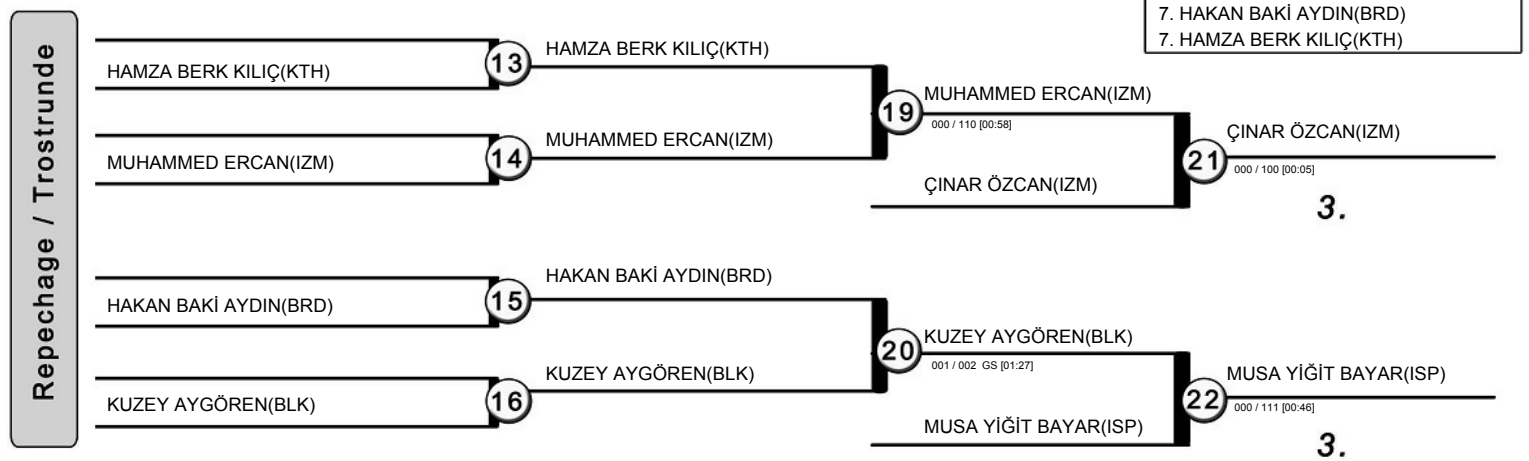 7. HAKAN BAKİ AYDIN(BRD)
7. HAMZA BERK KILIÇ(KTH)
Repechage / Trostrunde
HAMZA BERK KILIÇ(KTH)
13
HAMZA BERK KILIÇ(KTH)
MUHAMMED ERCAN(IZM)
14
MUHAMMED ERCAN(IZM)
19
MUHAMMED ERCAN(IZM)
000 / 110 [00:58]
ÇINAR ÖZCAN(IZM)
21
ÇINAR ÖZCAN(IZM)
000 / 100 [00:05]
3.
HAKAN BAKİ AYDIN(BRD)
15
HAKAN BAKİ AYDIN(BRD)
KUZEY AYGÖREN(BLK)
16
KUZEY AYGÖREN(BLK)
20
KUZEY AYGÖREN(BLK)
001 / 002 GS [01:27]
MUSA YİĞİT BAYAR(ISP)
22
MUSA YİĞİT BAYAR(ISP)
000 / 111 [00:46]
3.